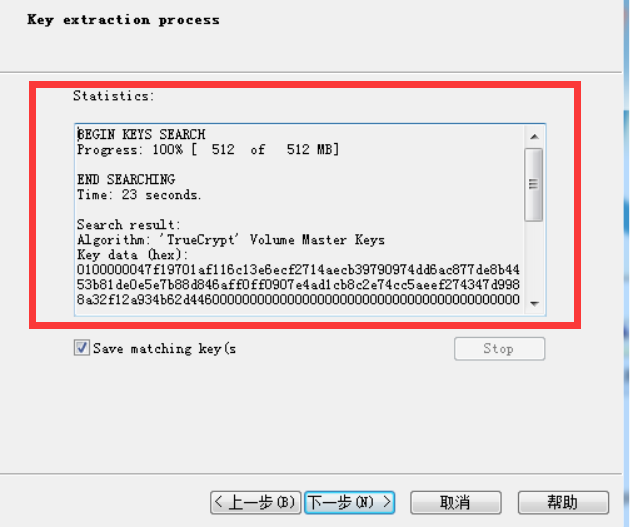 Key extraction process
Statistics:
BEGIN KEYS SEARCH
Progress: 100% [ 512 of 512 MB]
END SEARCHING
Time: 23 seconds.
Search result:
Algorithm: 'TrueCrypt' Volume Master Keys
Key data (hex):
0100000047f19701af116c13e6ecf2714aecb39790974dd6ac877de8b44
53b81de0e5e7b88d846aff0ff0907e4ad1cb8c2e74cc5aeef274347d998
8a32f12a934b62d4460000000000000000000000000000000000000000
Save matching key(s
Stop
< 上一步(B)
下一步(N) >
取消
帮助